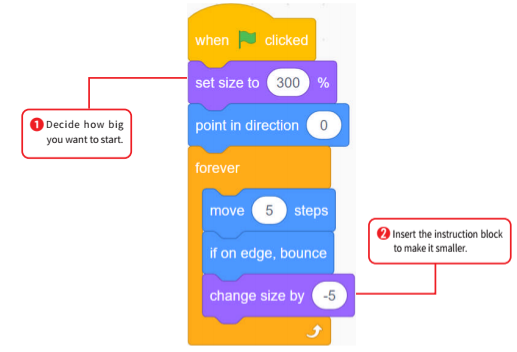 when clicked
set size to 300 %
1 Decide how big
you want to start.
point in direction 0
forever
move 5 steps
if on edge, bounce
2 Insert the instruction block
to make it smaller.
change size by -5